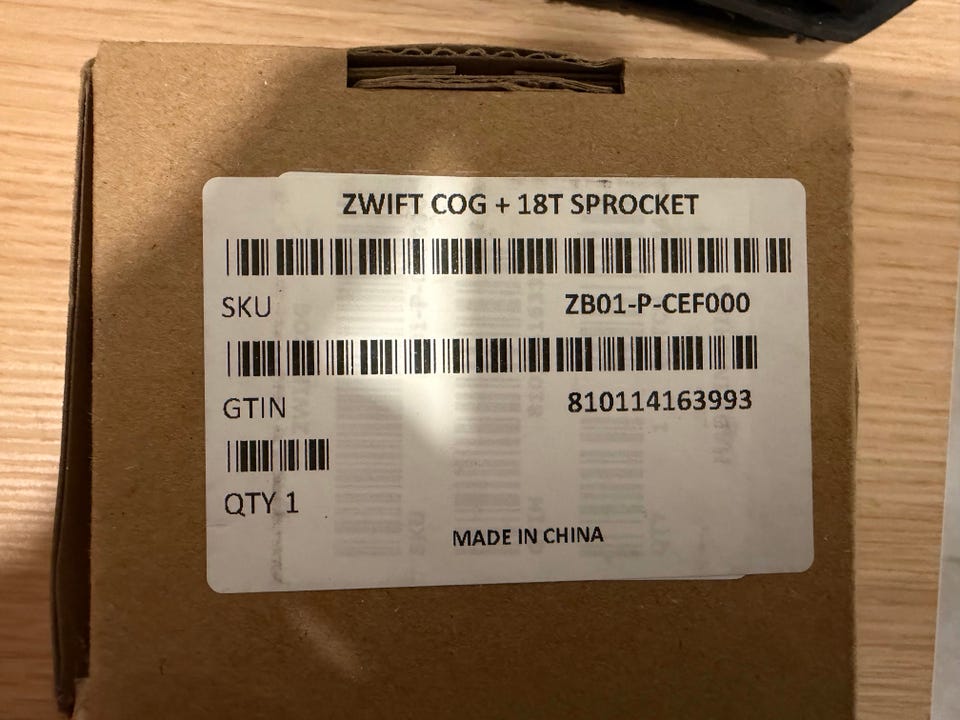 ZWIFT COG + 18T SPROCKET
SKU ZB01-P-CEF000
GTIN 810114163993
QTY 1
MADE IN CHINA